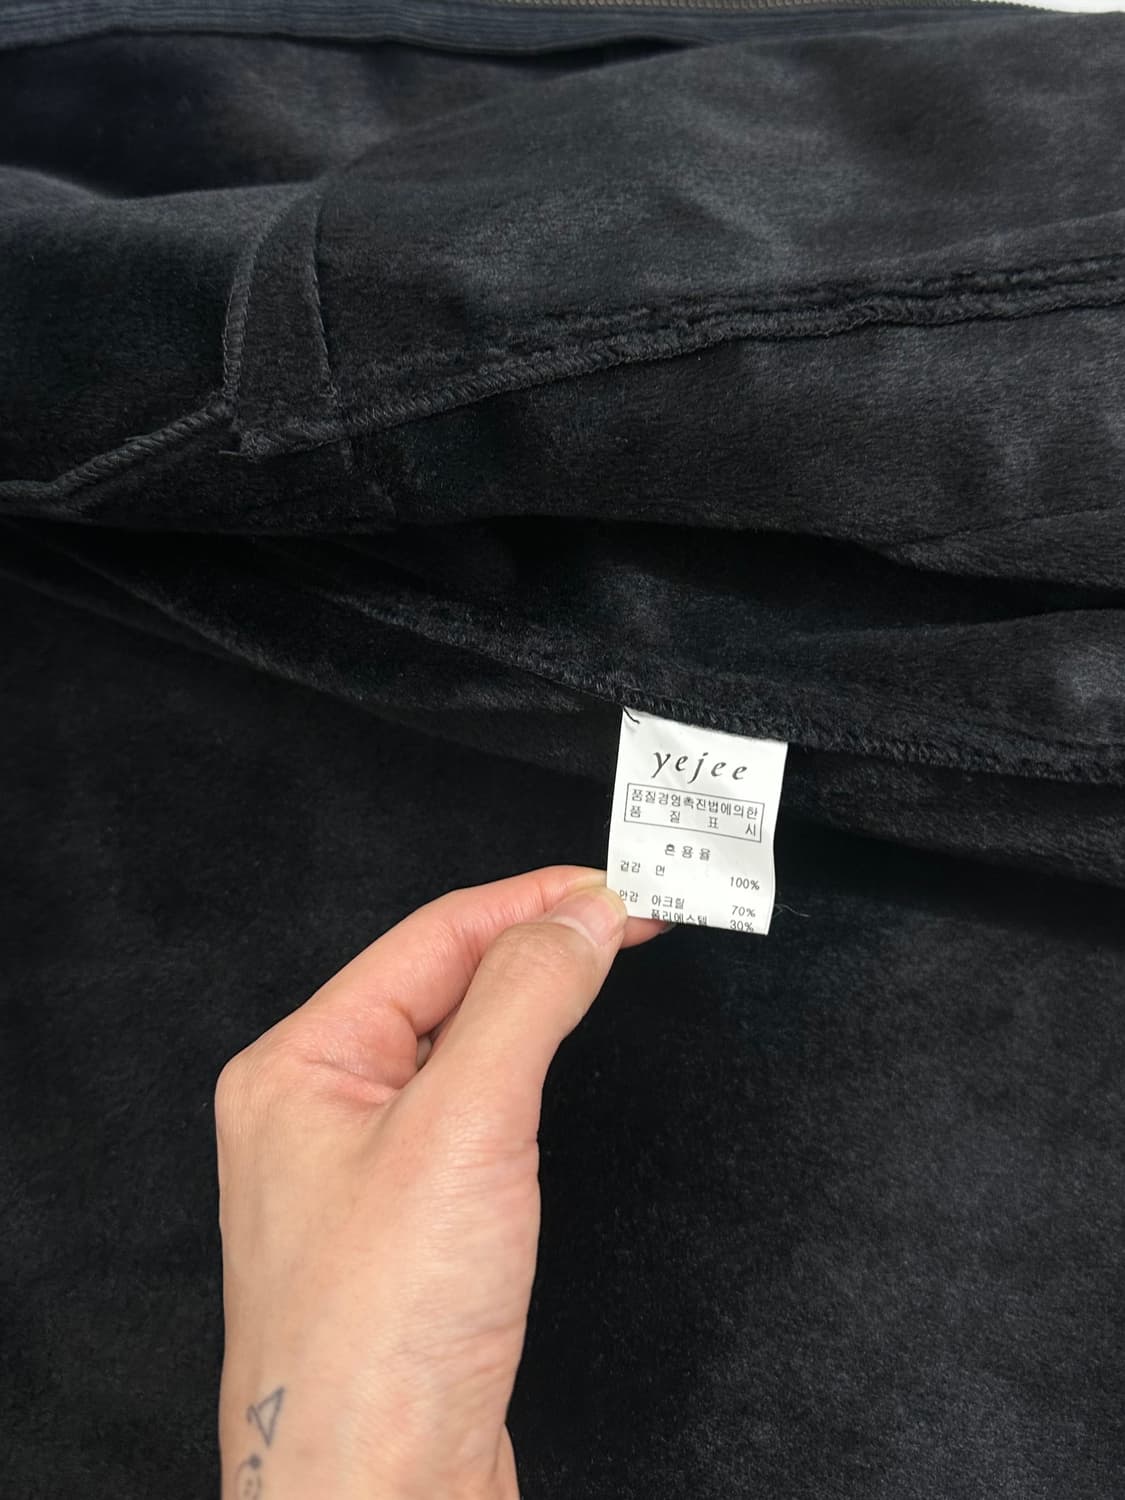 yejee
품질경영촉진법에의한
품 질 표 시
혼용율
겉감 면 100%
안감 아크릴 70%
폴리에스텔 30%